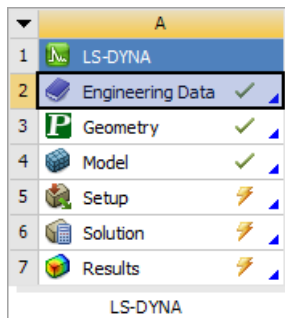 A
1 LS-DYNA
2 Engineering Data
3 P Geometry
4 Model
5 Setup
6 Solution
7 Results
LS-DYNA